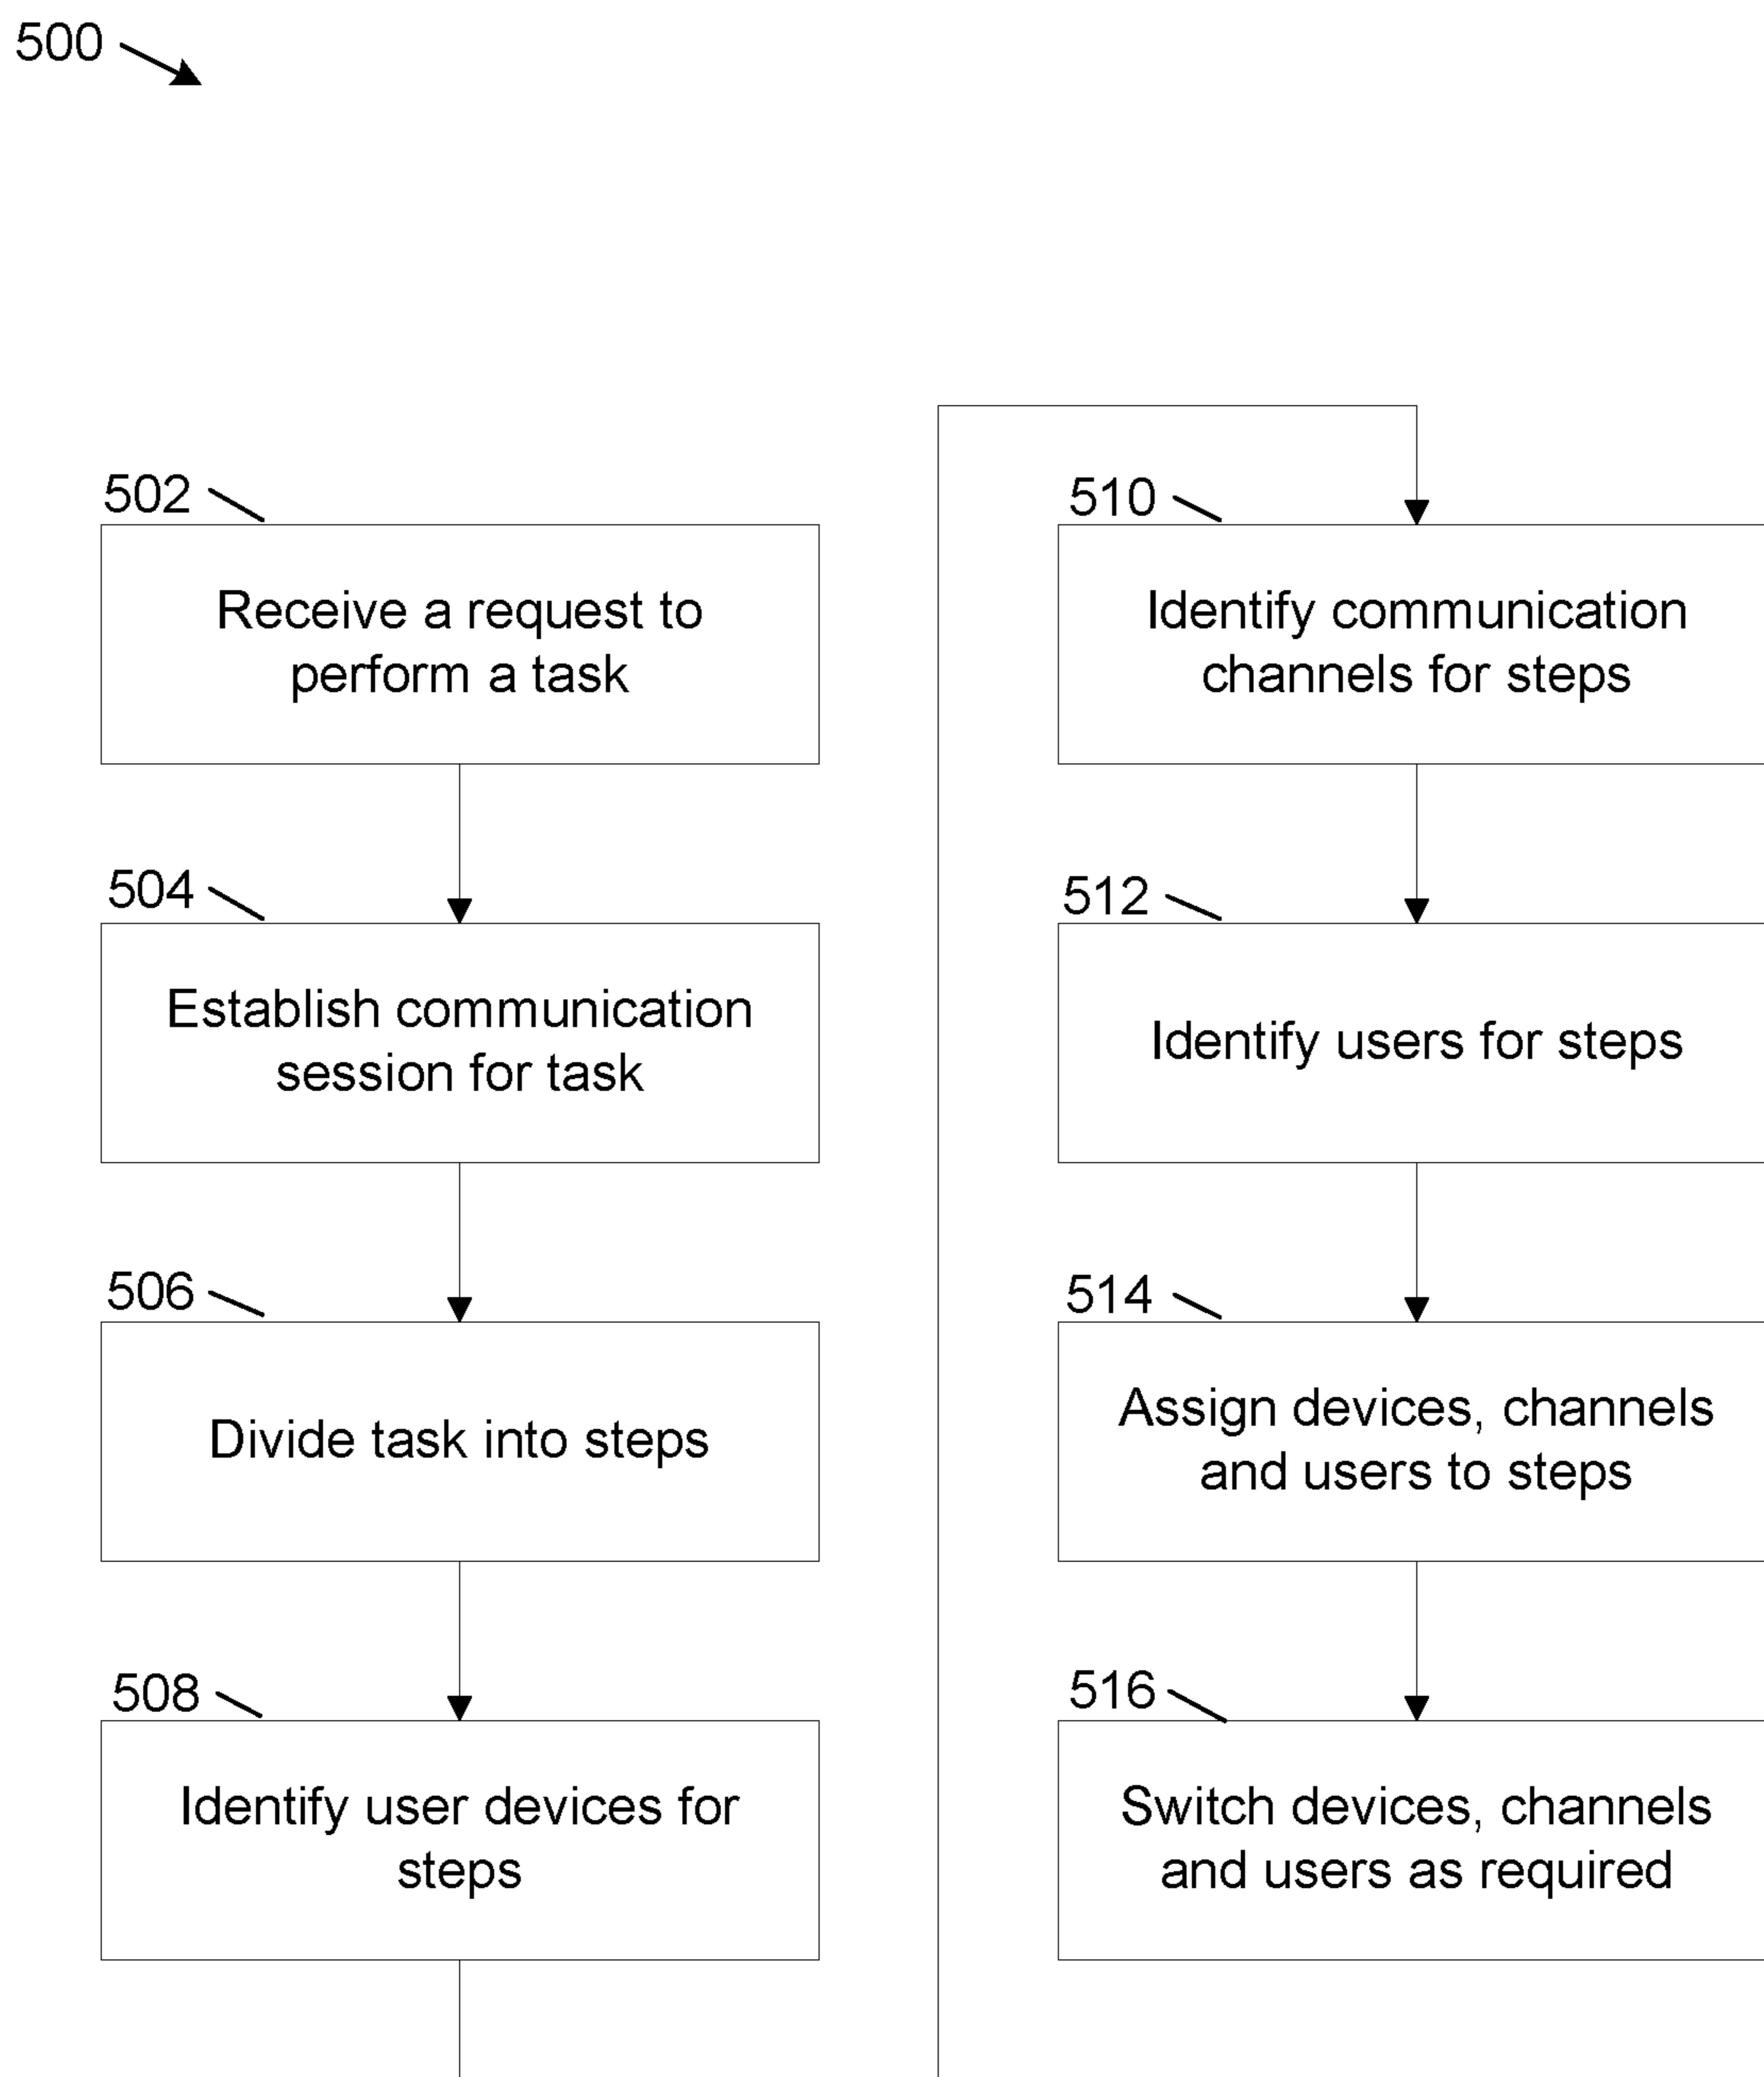 500
502
Receive a request to
perform a task
504
Establish communication
session for task
506
Divide task into steps
508
Identify user devices for
steps
510
Identify communication
channels for steps
512
Identify users for steps
514
Assign devices, channels
and users to steps
516
Switch devices, channels
and users as required